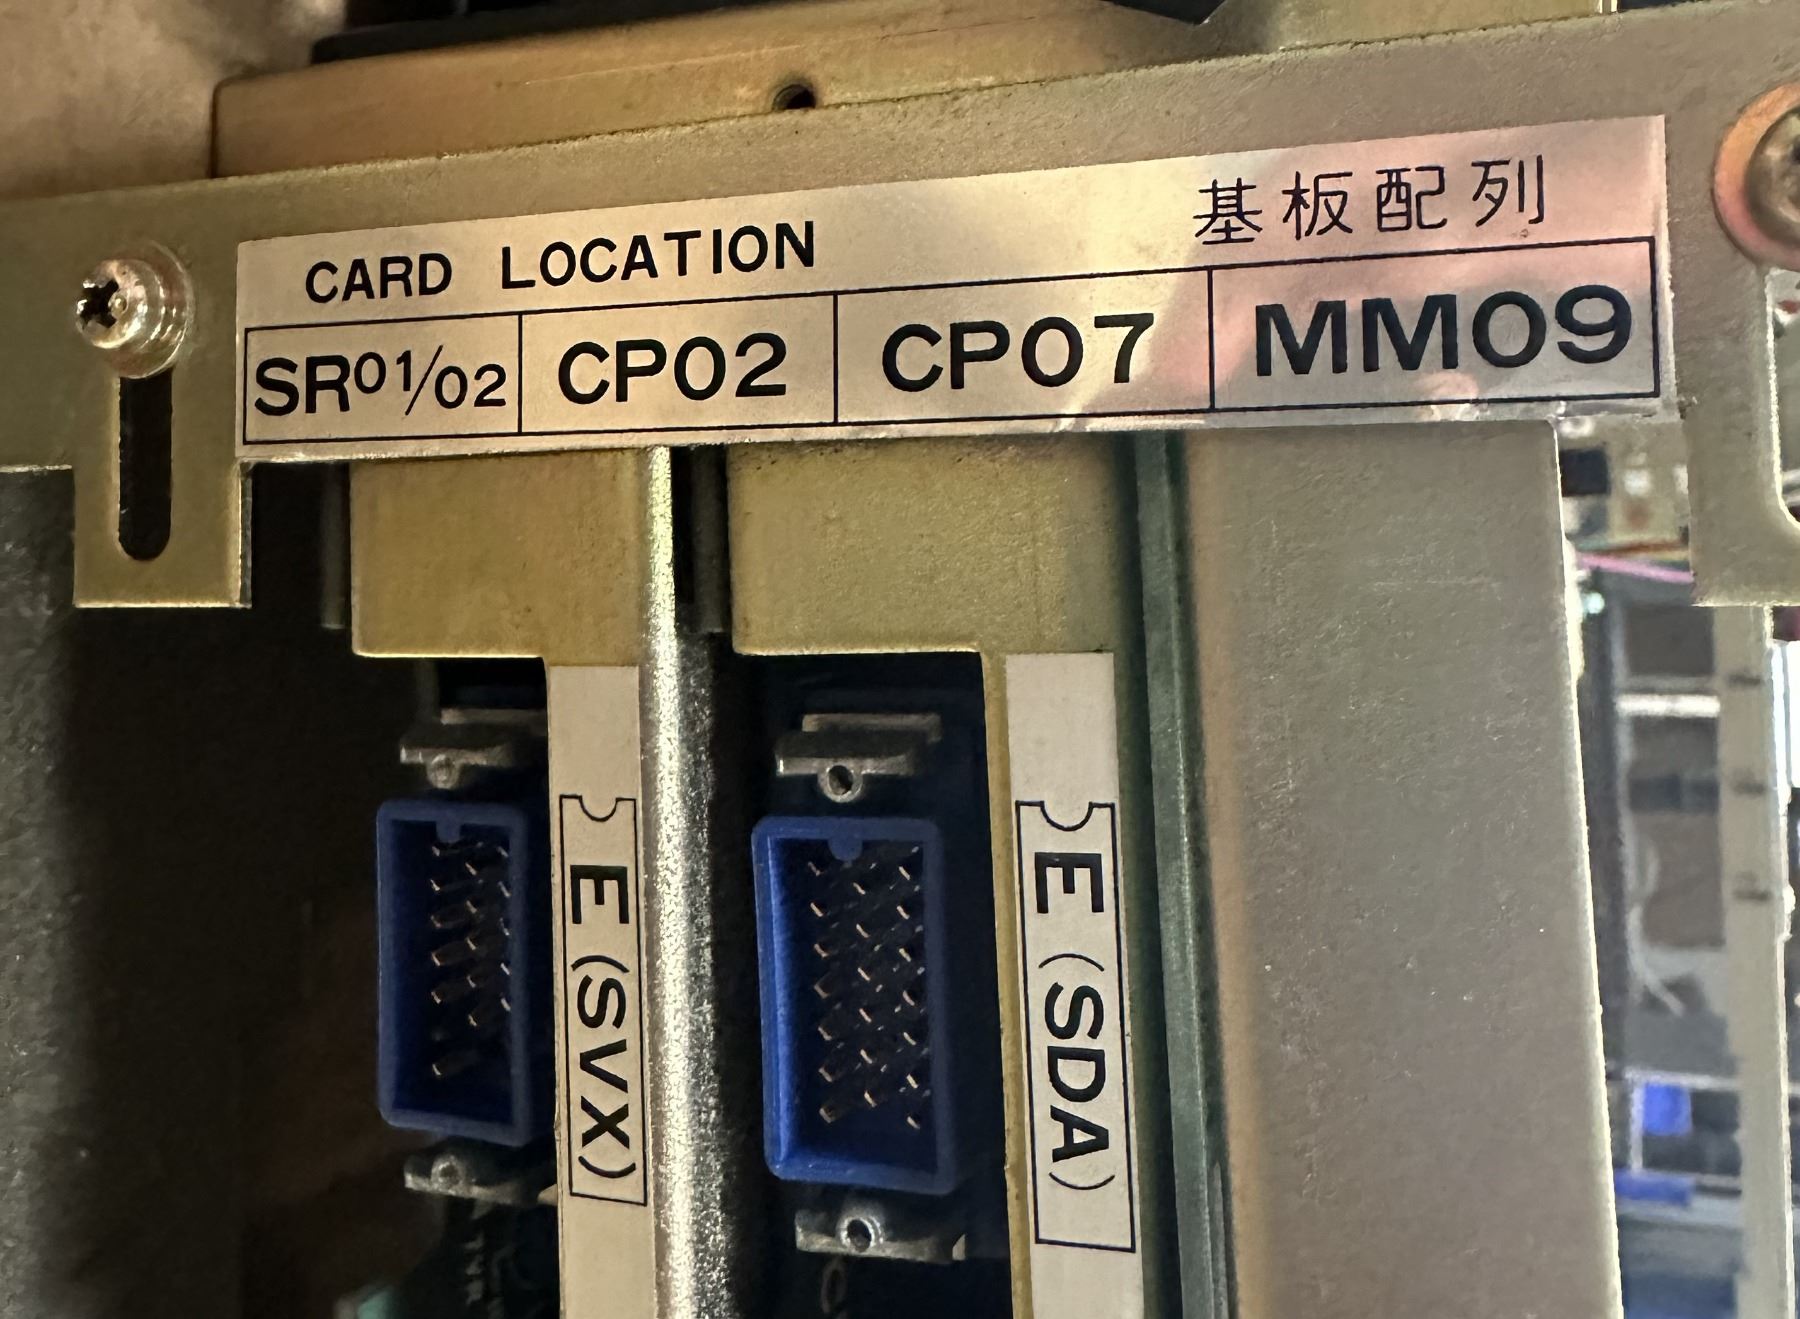 CARD LOCATION 基板配列
SR01/02 CP02 CP07 MM09
E (SVX)
E (SDA)